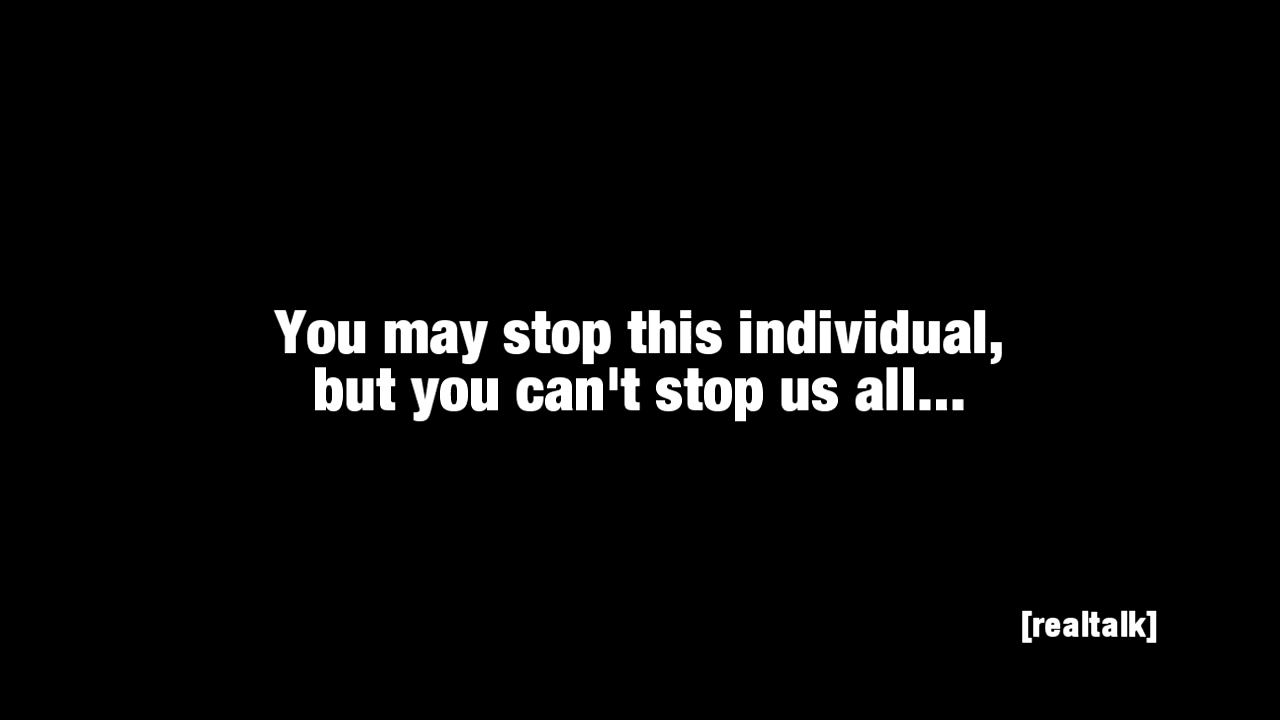 You may stop this individual,
but you can't stop us all...
[realtalk]